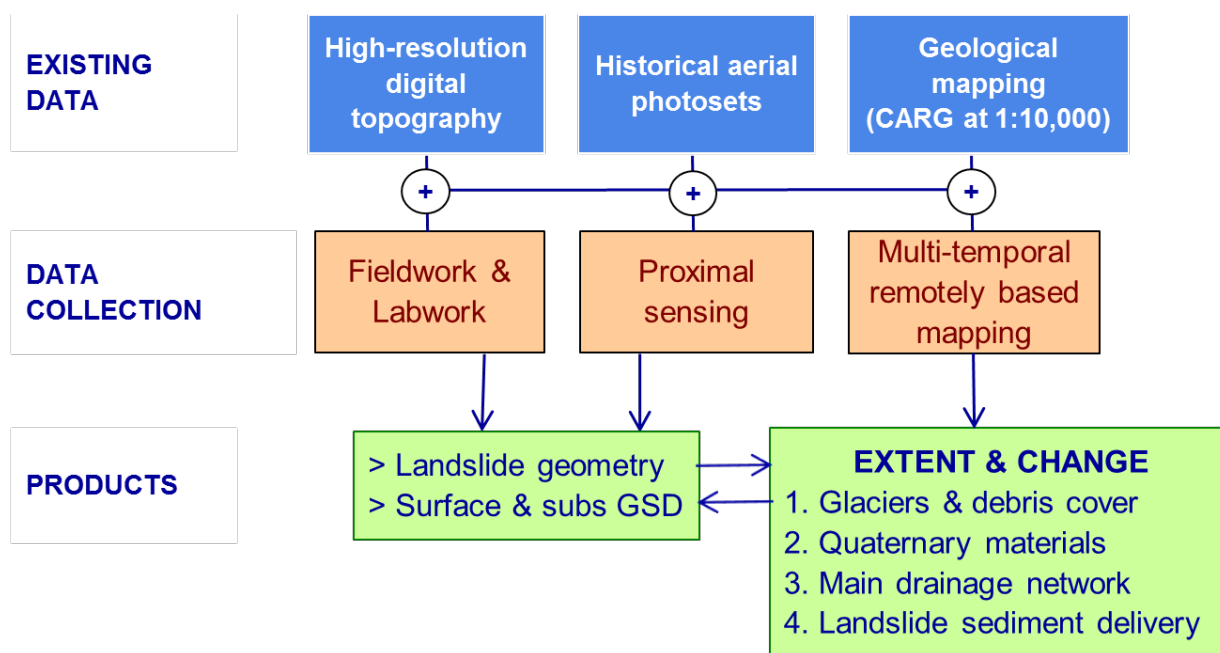 EXISTING
DATA
High-resolution
digital
topography
Historical aerial
photosets
Geological
mapping
(CARG at 1:10,000)
+
+
+
DATA
COLLECTION
Fieldwork &
Labwork
Proximal
sensing
Multi-temporal
remotely based
mapping
PRODUCTS
> Landslide geometry
> Surface & subs GSD
EXTENT & CHANGE
1. Glaciers & debris cover
2. Quaternary materials
3. Main drainage network
4. Landslide sediment delivery